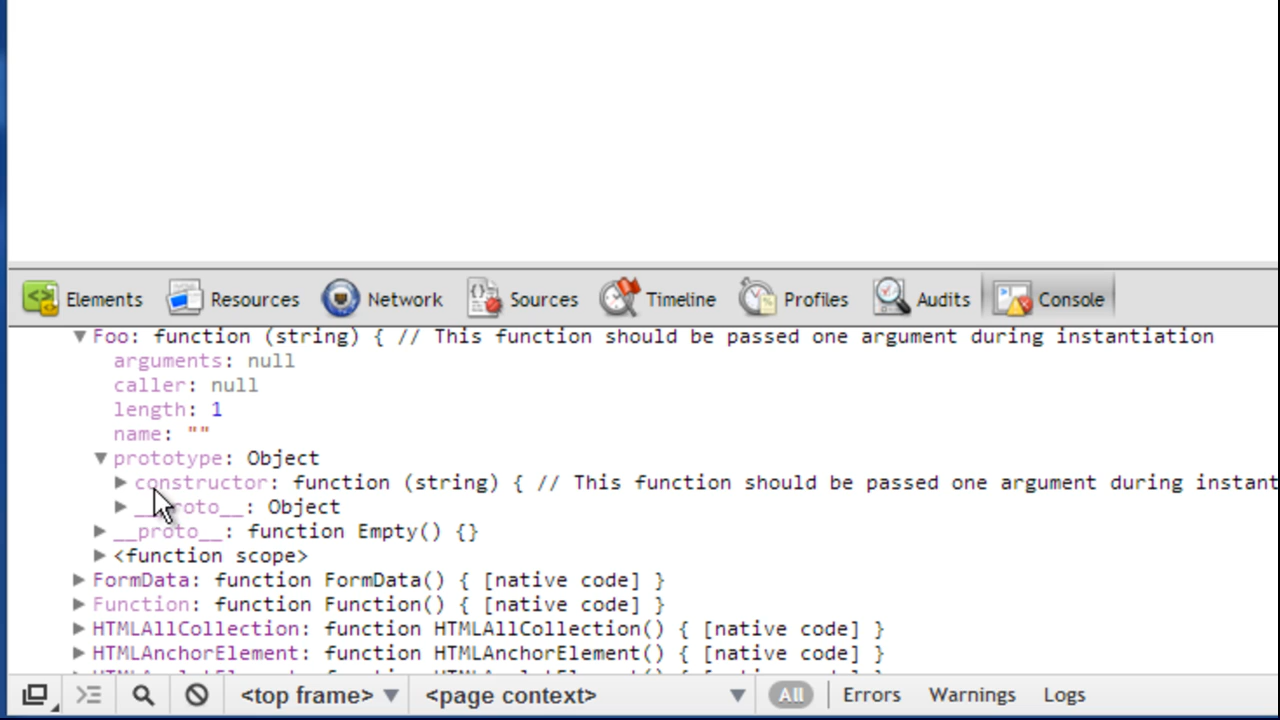 Elements Resources Network Sources Timeline Profiles Audits Console
Foo: function (string) { // This function should be passed one argument during instantiation
arguments: null
caller: null
length: 1
name: ""
prototype: Object
constructor: function (string) { // This function should be passed one argument during instant
__proto__: Object
__proto__: function Empty() {}
<function scope>
FormData: function FormData() { [native code] }
Function: function Function() { [native code] }
HTMLAllCollection: function HTMLAllCollection() { [native code] }
HTMLAnchorElement: function HTMLAnchorElement() { [native code] }
<top frame> <page context> All Errors Warnings Logs